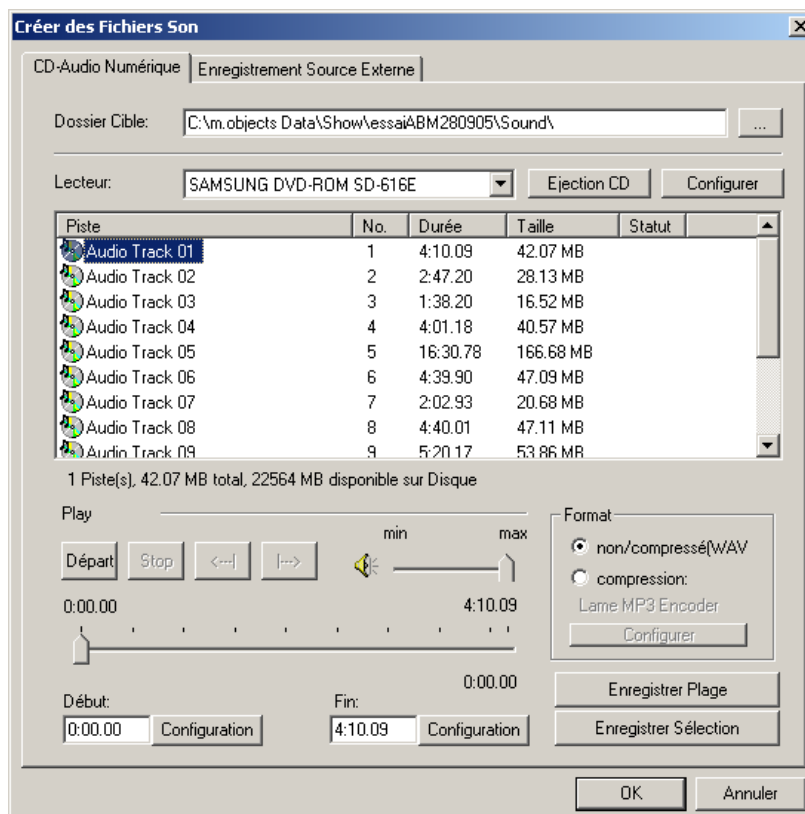 Créer des Fichiers Son
CD-Audio Numérique Enregistrement Source Externe
Dossier Cible: C:\m.objects Data\Show\essaiABM280905\Sound\ ...
Lecteur: SAMSUNG DVD-ROM SD-616E Ejection CD Configurer
Piste No. Durée Taille Statut
Audio Track 01 1 4:10.09 42.07 MB
Audio Track 02 2 2:47.20 28.13 MB
Audio Track 03 3 1:38.20 16.52 MB
Audio Track 04 4 4:01.18 40.57 MB
Audio Track 05 5 16:30.78 166.68 MB
Audio Track 06 6 4:39.90 47.09 MB
Audio Track 07 7 2:02.93 20.68 MB
Audio Track 08 8 4:40.01 47.11 MB
Audio Track 09 9 5:20.17 53.86 MB
1 Piste(s), 42.07 MB total, 22564 MB disponible sur Disque
Play
min max
Départ Stop <---| |--->
0:00.00 4:10.09
0:00.00
Début: Fin:
0:00.00 Configuration 4:10.09 Configuration
Format
non/compressé(WAV
compression:
Lame MP3 Encoder
Configurer
Enregistrer Plage
Enregistrer Sélection
OK Annuler